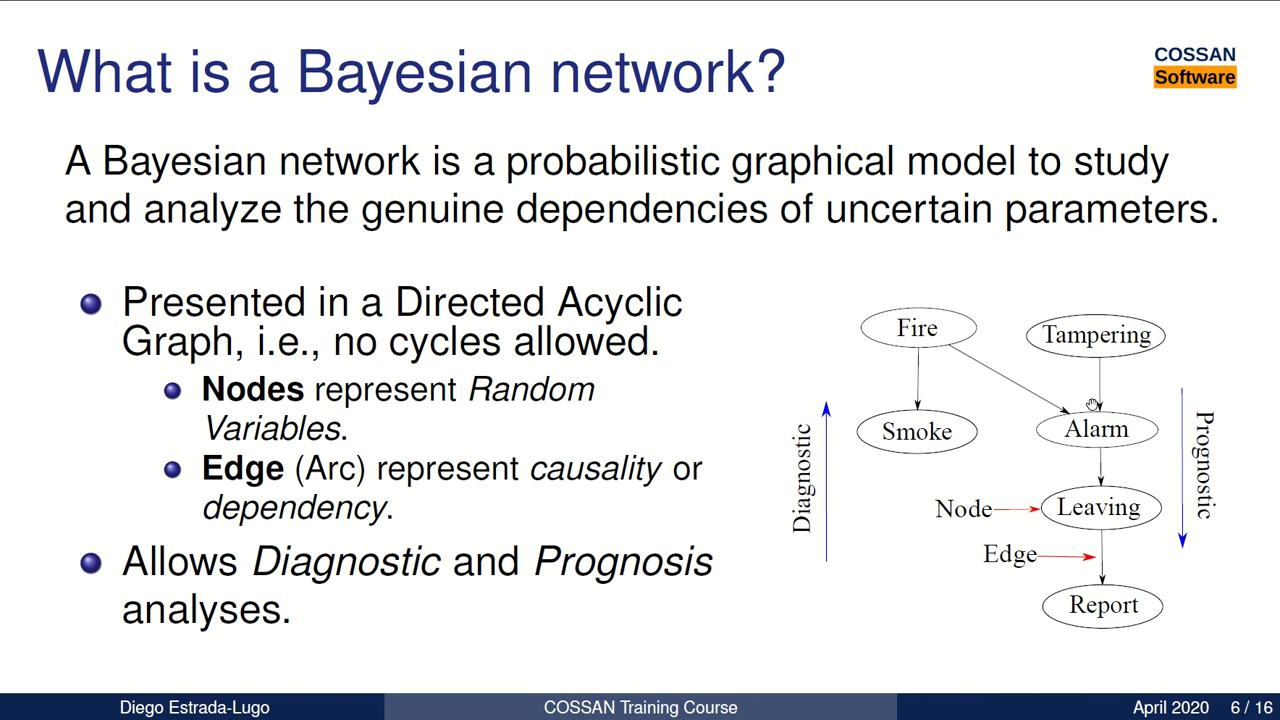 What is a Bayesian network?
COSSAN
Software
A Bayesian network is a probabilistic graphical model to study
and analyze the genuine dependencies of uncertain parameters.
Presented in a Directed Acyclic
Graph, i.e., no cycles allowed.
Nodes represent Random
Variables.
Edge (Arc) represent causality or
dependency.
Allows Diagnostic and Prognosis
analyses.
Fire
Tampering
Smoke
Alarm
Diagnostic
Prognostic
Node
Leaving
Edge
Report
Diego Estrada-Lugo
COSSAN Training Course
April 2020 6 / 16